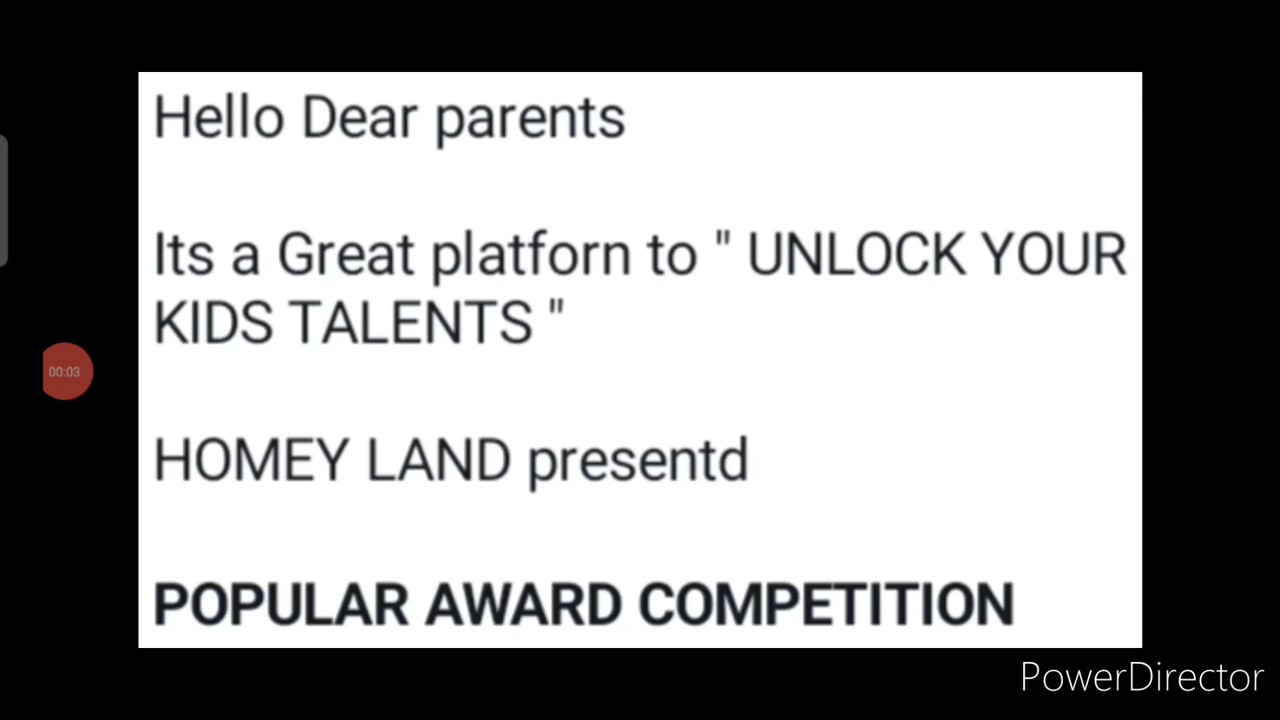 Hello Dear parents
Its a Great platforn to " UNLOCK YOUR
KIDS TALENTS "
00:03
HOMEY LAND presentd
POPULAR AWARD COMPETITION
PowerDirector